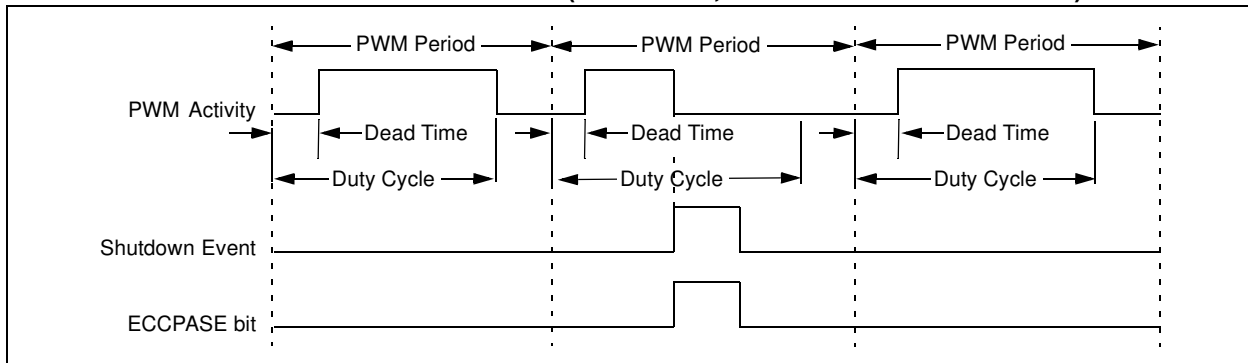 PWM Period
PWM Period
PWM Period
PWM Activity
Dead Time
Dead Time
Dead Time
Duty Cycle
Duty Cycle
Duty Cycle
Shutdown Event
ECCPASE bit